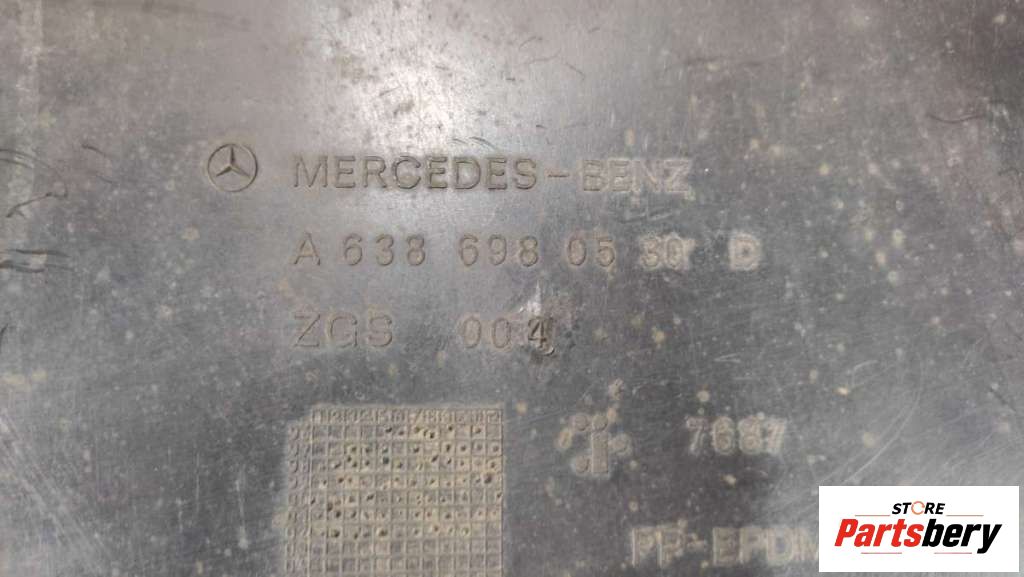 MERCEDES-BENZ
A 638 698 05 30 D
ZGS 004
7687
PP-EPDM
STORE
Partsbery